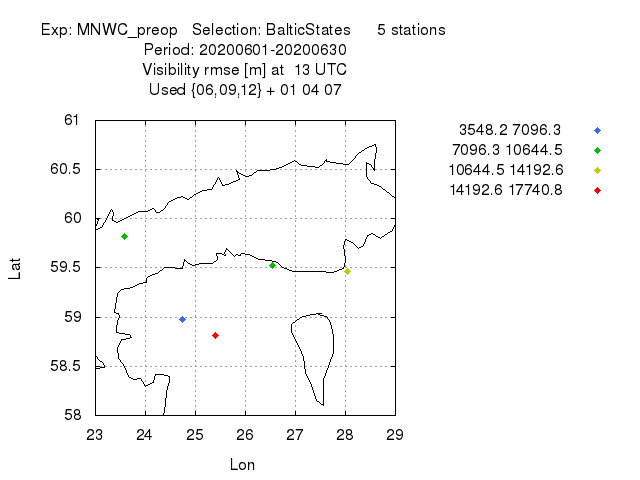 Exp: MNWC_preop Selection: BalticStates 5 stations
Period: 20200601-20200630
Visibility rmse [m] at 13 UTC
Used {06,09,12} + 01 04 07
3548.2 7096.3
7096.3 10644.5
10644.5 14192.6
14192.6 17740.8
61
60.5
60
59.5
59
58.5
58
Lat
23 24 25 26 27 28 29
Lon